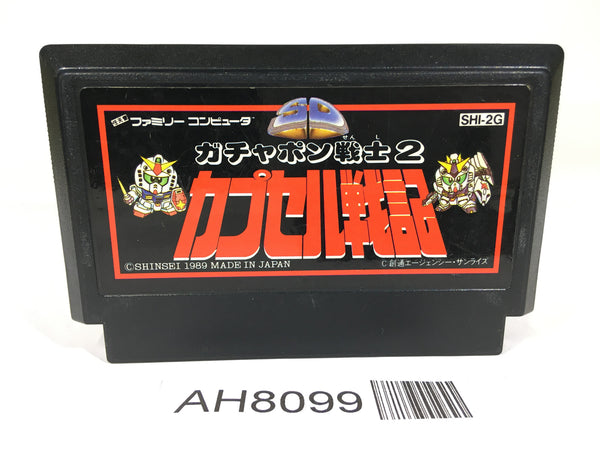 SD
ファミリー コンピュータ™ SHI-2G
せん し
ガチャポン戦士2
カプセル戦記
©SHINSEI 1989 MADE IN JAPAN C 創通エージェンシー・サンライズ
AH8099